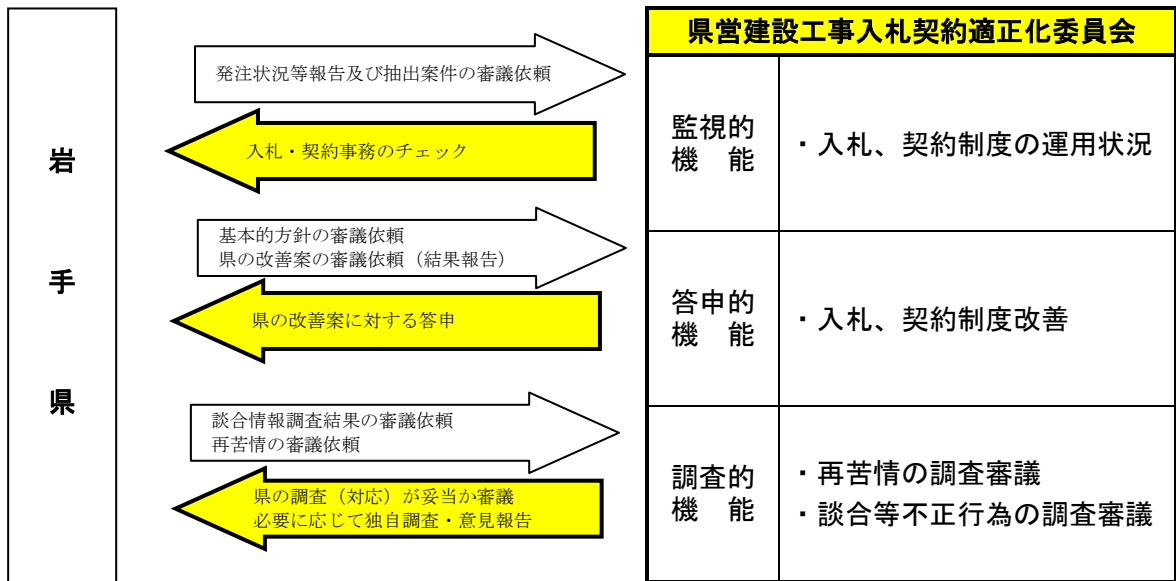 岩手県
発注状況等報告及び抽出案件の審議依頼
入札・契約事務のチェック
基本的方針の審議依頼
県の改善案の審議依頼（結果報告）
県の改善案に対する答申
談合情報調査結果の審議依頼
再苦情の審議依頼
県の調査（対応）が妥当か審議
必要に応じて独自調査・意見報告
県営建設工事入札契約適正化委員会
監視的
機　能
・入札、契約制度の運用状況
答申的
機　能
・入札、契約制度改善
調査的
機　能
・再苦情の調査審議
・談合等不正行為の調査審議